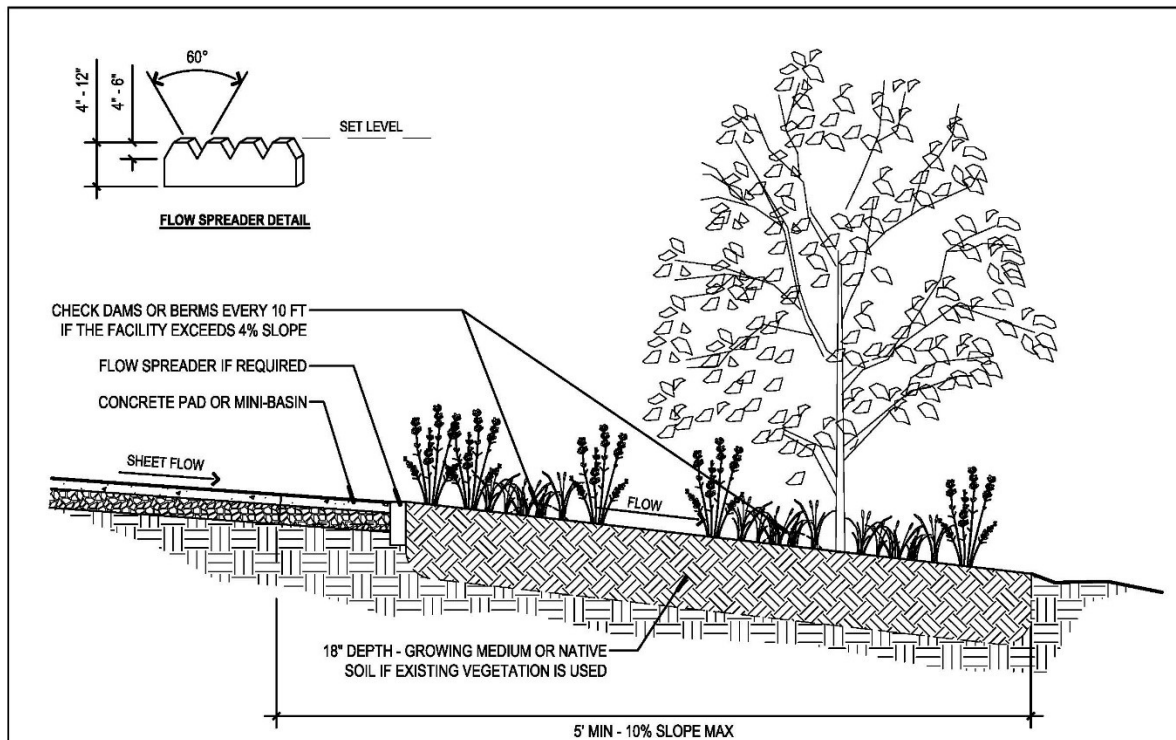 60°
4" - 12"
4" - 6"
SET LEVEL
FLOW SPREADER DETAIL
CHECK DAMS OR BERMS EVERY 10 FT
IF THE FACILITY EXCEEDS 4% SLOPE
FLOW SPREADER IF REQUIRED
CONCRETE PAD OR MINI-BASIN
SHEET FLOW
FLOW
18" DEPTH - GROWING MEDIUM OR NATIVE
SOIL IF EXISTING VEGETATION IS USED
5' MIN - 10% SLOPE MAX